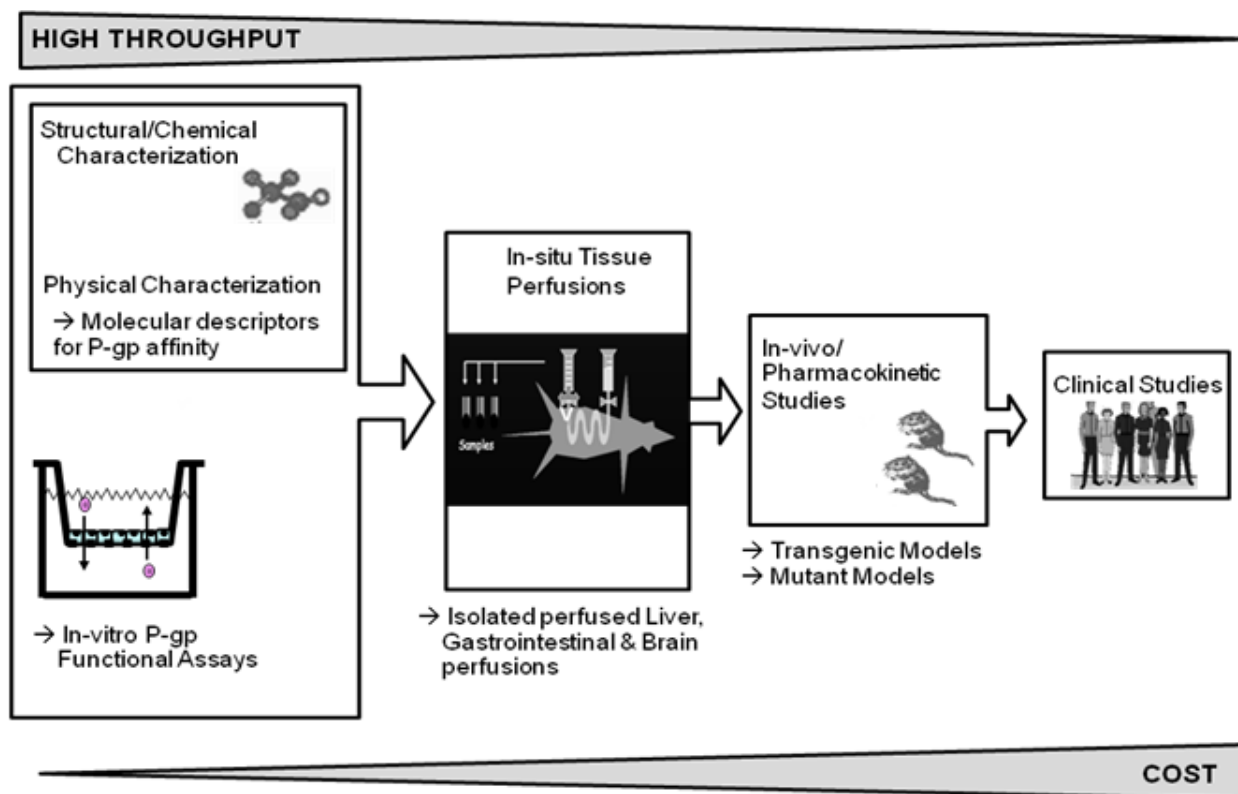 HIGH THROUGHPUT
Structural/Chemical
Characterization
Physical Characterization
→ Molecular descriptors
for P-gp affinity
→ In-vitro P-gp
Functional Assays
In-situ Tissue
Perfusions
Samples
→ Isolated perfused Liver,
Gastrointestinal & Brain
perfusions
In-vivo/
Pharmacokinetic
Studies
→ Transgenic Models
→ Mutant Models
Clinical Studies
COST